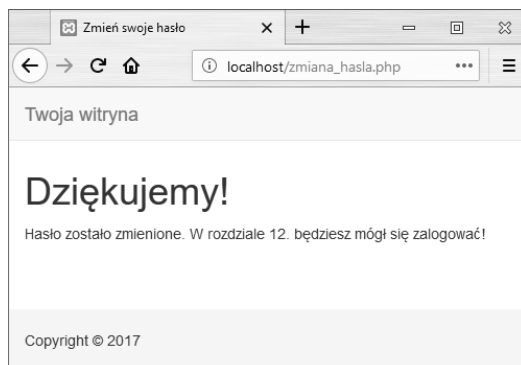 Zmień swoje hasło
localhost/zmiana_hasla.php
Twoja witryna
Dziękujemy!
Hasło zostało zmienione. W rozdziale 12. będziesz mógł się zalogować!
Copyright © 2017